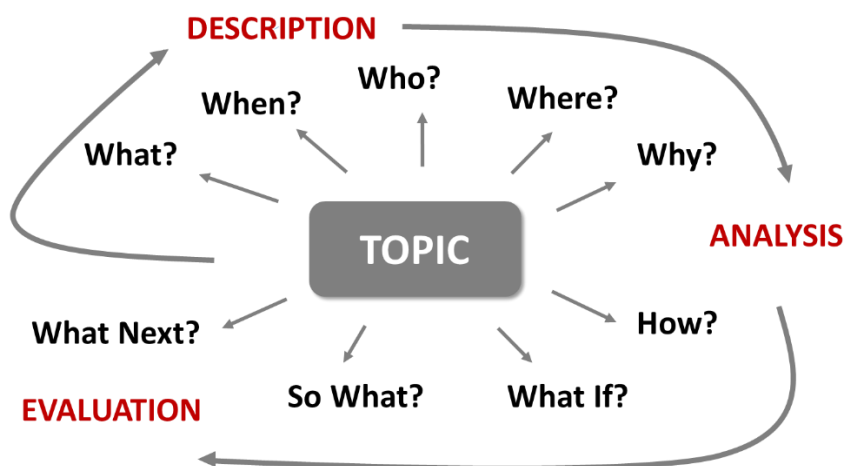 DESCRIPTION
Who?
When?
Where?
What?
Why?
TOPIC
ANALYSIS
What Next?
How?
So What?
What If?
EVALUATION